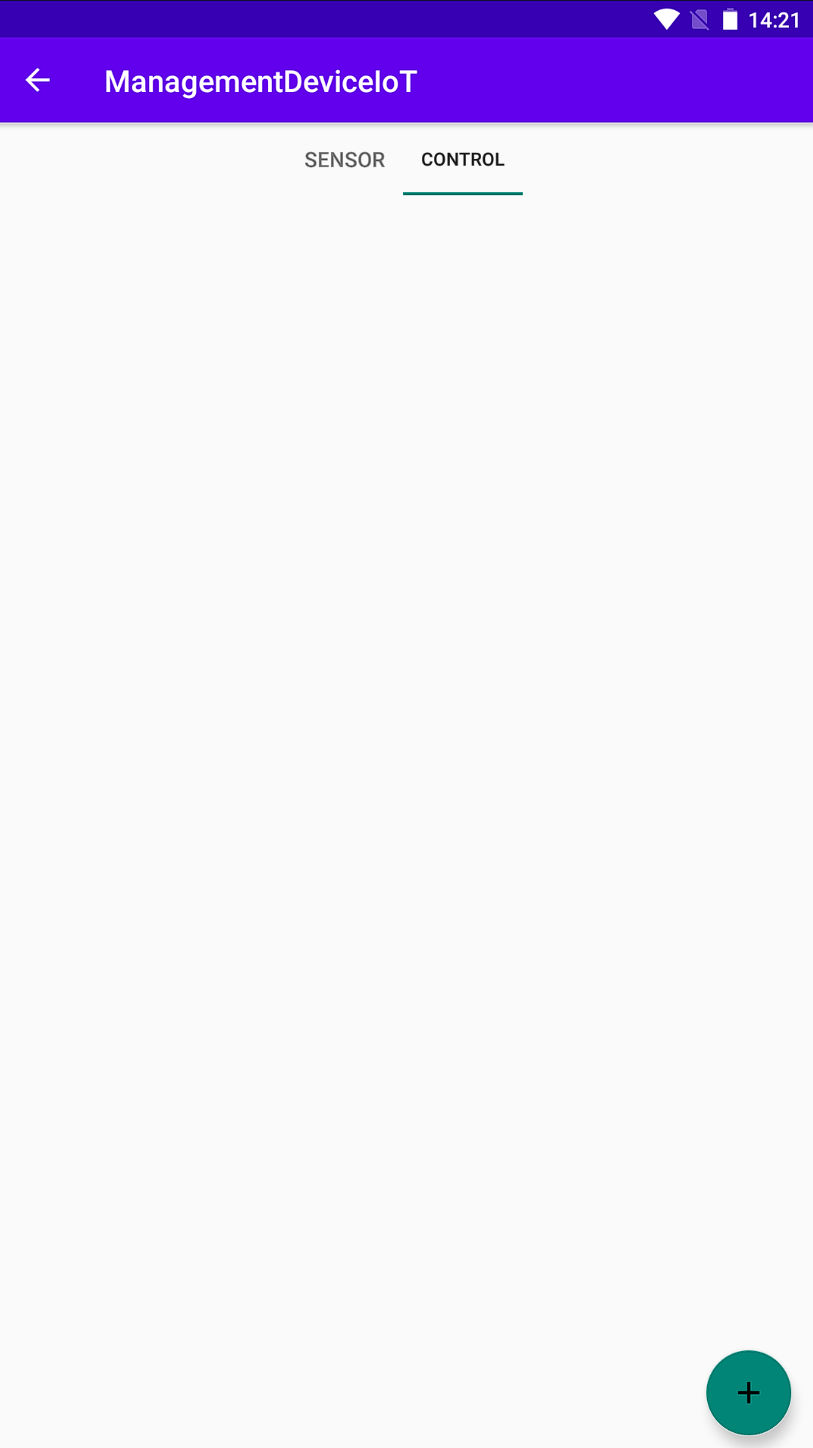 14:21
ManagementDeviceIoT
SENSOR CONTROL